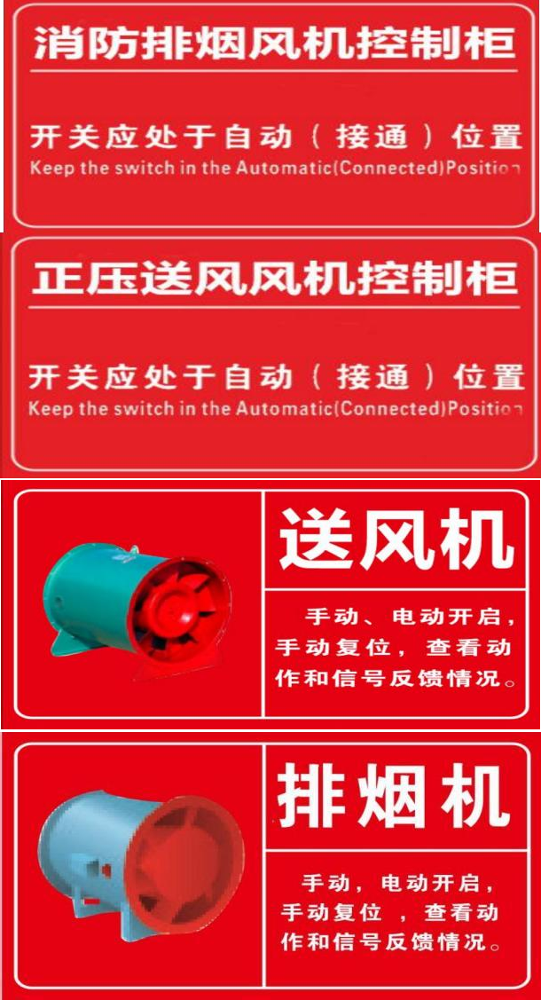 消防排烟风机控制柜
开关应处于自动（接通）位置
Keep the switch in the Automatic(Connected)Position
正压送风风机控制柜
开关应处于自动（接通）位置
Keep the switch in the Automatic(Connected)Position
送风机
手动、电动开启，
手动复位，查看动
作和信号反馈情况。
排烟机
手动，电动开启，
手动复位，查看动
作和信号反馈情况。